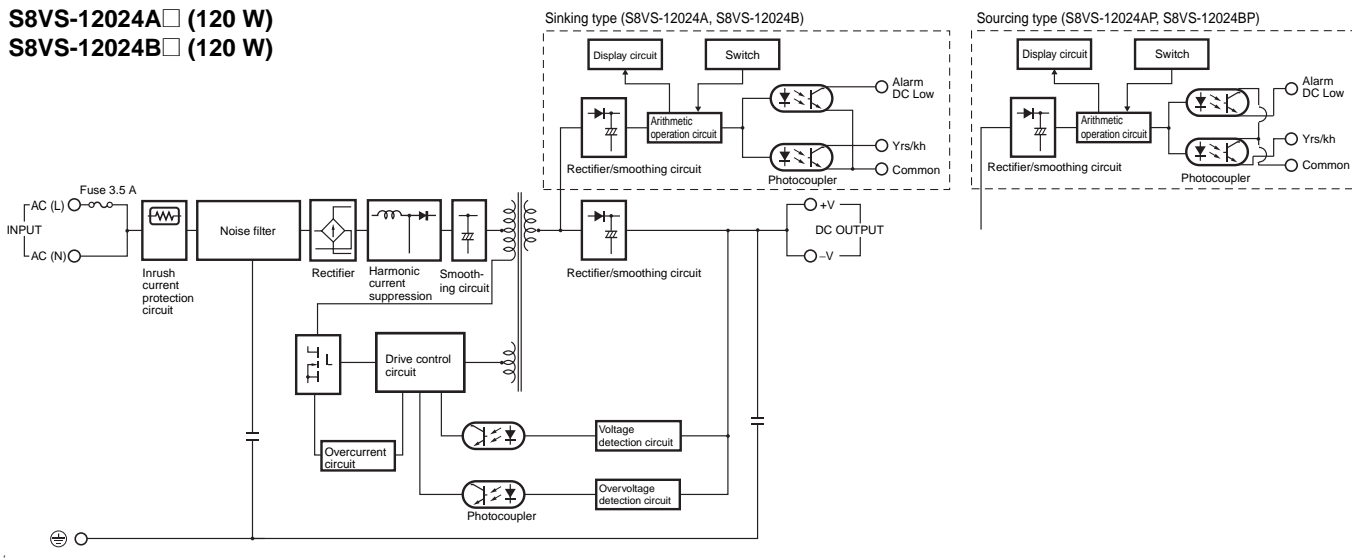 S8VS-12024A□ (120 W)
S8VS-12024B□ (120 W)
Sinking type (S8VS-12024A, S8VS-12024B)
Display circuit
Switch
Rectifier/smoothing circuit
Arithmetic
operation circuit
Photocoupler
Alarm
DC Low
Yrs/kh
Common
Sourcing type (S8VS-12024AP, S8VS-12024BP)
Display circuit
Switch
Rectifier/smoothing circuit
Arithmetic
operation circuit
Photocoupler
Alarm
DC Low
Yrs/kh
Common
Fuse 3.5 A
AC (L)
INPUT
AC (N)
Inrush
current
protection
circuit
Noise filter
Rectifier
Harmonic
current
suppression
Smooth-
ing circuit
Rectifier/smoothing circuit
+V
DC OUTPUT
−V
Drive control
circuit
Overcurrent
circuit
Voltage
detection circuit
Overvoltage
detection circuit
Photocoupler